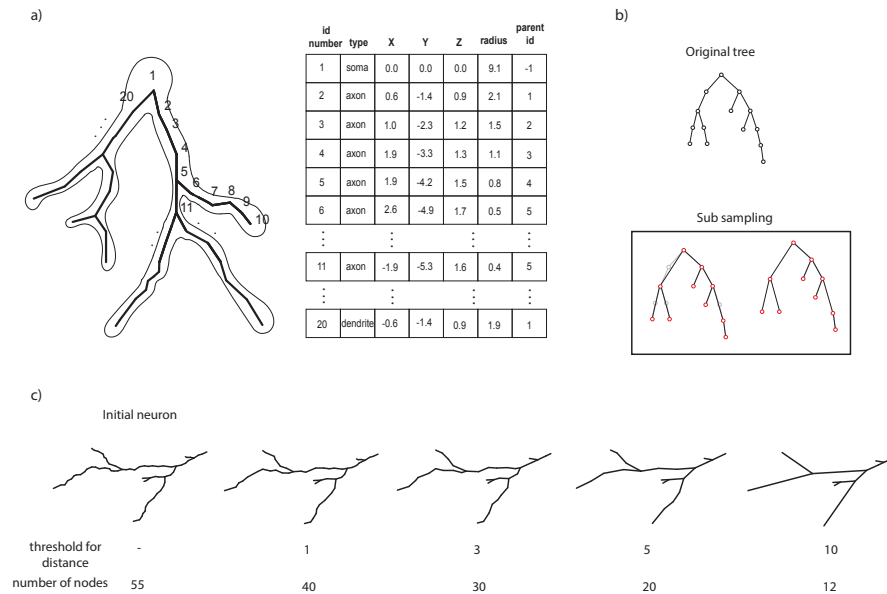 a)
1
20
2
3
4
5
6
7
8
9
10
11
id number type X Y Z radius parent id
1 soma 0.0 0.0 0.0 9.1 -1
2 axon 0.6 -1.4 0.9 2.1 1
3 axon 1.0 -2.3 1.2 1.5 2
4 axon 1.9 -3.3 1.3 1.1 3
5 axon 1.9 -4.2 1.5 0.8 4
6 axon 2.6 -4.9 1.7 0.5 5
11 axon -1.9 -5.3 1.6 0.4 5
20 dendrite -0.6 -1.4 0.9 1.9 1
b)
Original tree
Sub sampling
c)
Initial neuron
threshold for distance - 1 3 5 10
number of nodes 55 40 30 20 12